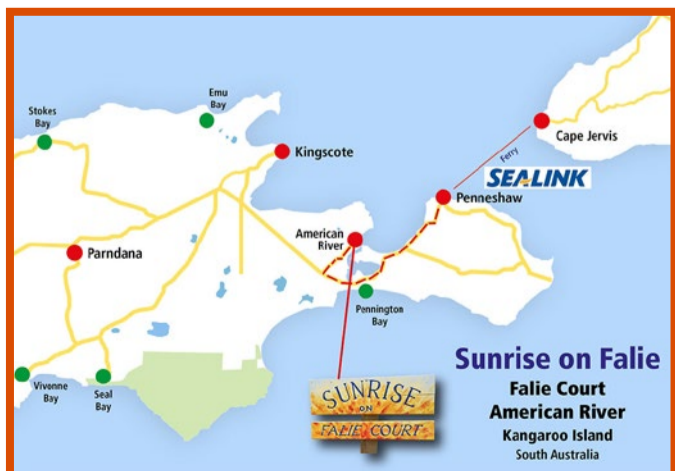 Emu
Bay
Stokes
Bay
Kingscote
Cape Jervis
Ferry
SEALINK
Penneshaw
American
River
Parndana
Pennington
Bay
Vivonne
Bay
Seal
Bay
SUNRISE
ON
FALIE COURT
Sunrise on Falie
Falie Court
American River
Kangaroo Island
South Australia